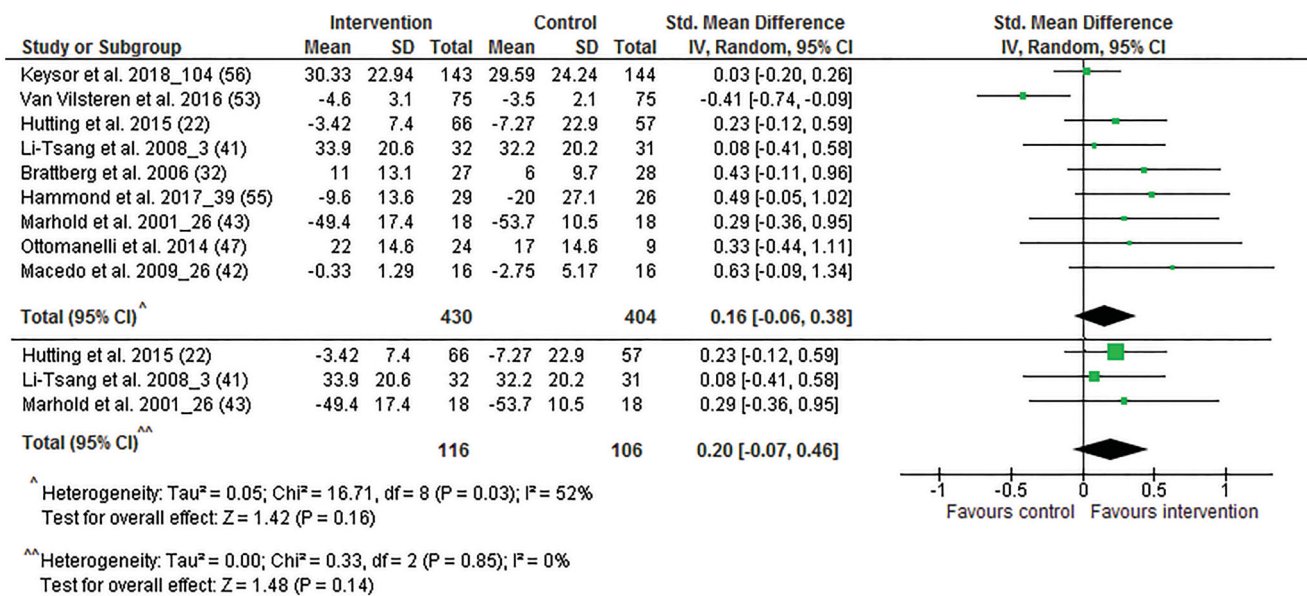 Intervention Control Std. Mean Difference Std. Mean Difference
Study or Subgroup Mean SD Total Mean SD Total IV, Random, 95% CI IV, Random, 95% CI
Keysor et al. 2018_104 (56) 30.33 22.94 143 29.59 24.24 144 0.03 [-0.20, 0.26]
Van Vilsteren et al. 2016 (53) -4.6 3.1 75 -3.5 2.1 75 -0.41 [-0.74, -0.09]
Hutting et al. 2015 (22) -3.42 7.4 66 -7.27 22.9 57 0.23 [-0.12, 0.59]
Li-Tsang et al. 2008_3 (41) 33.9 20.6 32 32.2 20.2 31 0.08 [-0.41, 0.58]
Brattberg et al. 2006 (32) 11 13.1 27 6 9.7 28 0.43 [-0.11, 0.96]
Hammond et al. 2017_39 (55) -9.6 13.6 29 -20 27.1 26 0.49 [-0.05, 1.02]
Marhold et al. 2001_26 (43) -49.4 17.4 18 -53.7 10.5 18 0.29 [-0.36, 0.95]
Ottomanelli et al. 2014 (47) 22 14.6 24 17 14.6 9 0.33 [-0.44, 1.11]
Macedo et al. 2009_26 (42) -0.33 1.29 16 -2.75 5.17 16 0.63 [-0.09, 1.34]
Total (95% CI)^ 430 404 0.16 [-0.06, 0.38]
Hutting et al. 2015 (22) -3.42 7.4 66 -7.27 22.9 57 0.23 [-0.12, 0.59]
Li-Tsang et al. 2008_3 (41) 33.9 20.6 32 32.2 20.2 31 0.08 [-0.41, 0.58]
Marhold et al. 2001_26 (43) -49.4 17.4 18 -53.7 10.5 18 0.29 [-0.36, 0.95]
Total (95% CI)^^ 116 106 0.20 [-0.07, 0.46]
-1 -0.5 0 0.5 1
Favours control Favours intervention
^ Heterogeneity: Tau² = 0.05; Chi² = 16.71, df = 8 (P = 0.03); I² = 52%
Test for overall effect: Z = 1.42 (P = 0.16)
^^Heterogeneity: Tau² = 0.00; Chi² = 0.33, df = 2 (P = 0.85); I² = 0%
Test for overall effect: Z = 1.48 (P = 0.14)